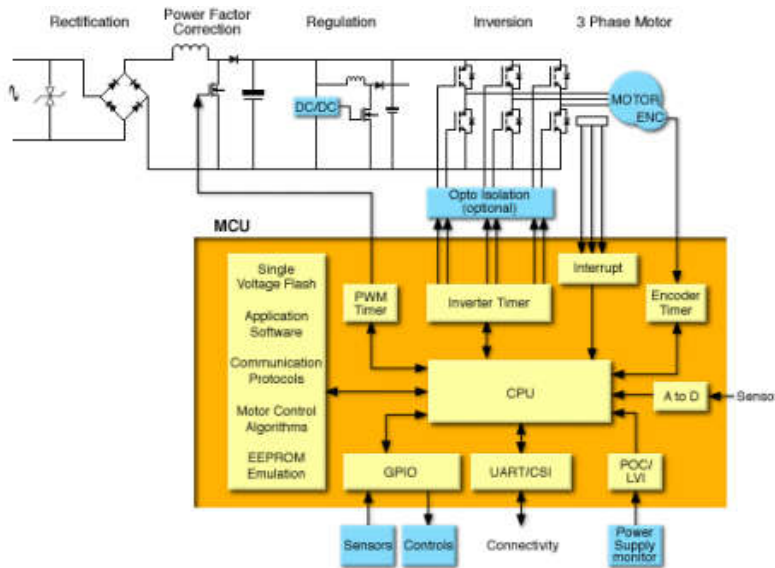 Rectification
Power Factor
Correction
Regulation
Inversion
3 Phase Motor
DC/DC
MOTOR
ENC
Opto Isolation
(optional)
MCU
Single
Voltage Flash
Application
Software
Communication
Protocols
Motor Control
Algorithms
EEPROM
Emulation
PWM
Timer
Inverter Timer
Interrupt
Encoder
Timer
CPU
A to D
Sensor
GPIO
UART/CSI
POC/
LVI
Sensors
Controls
Connectivity
Power
Supply
monitor